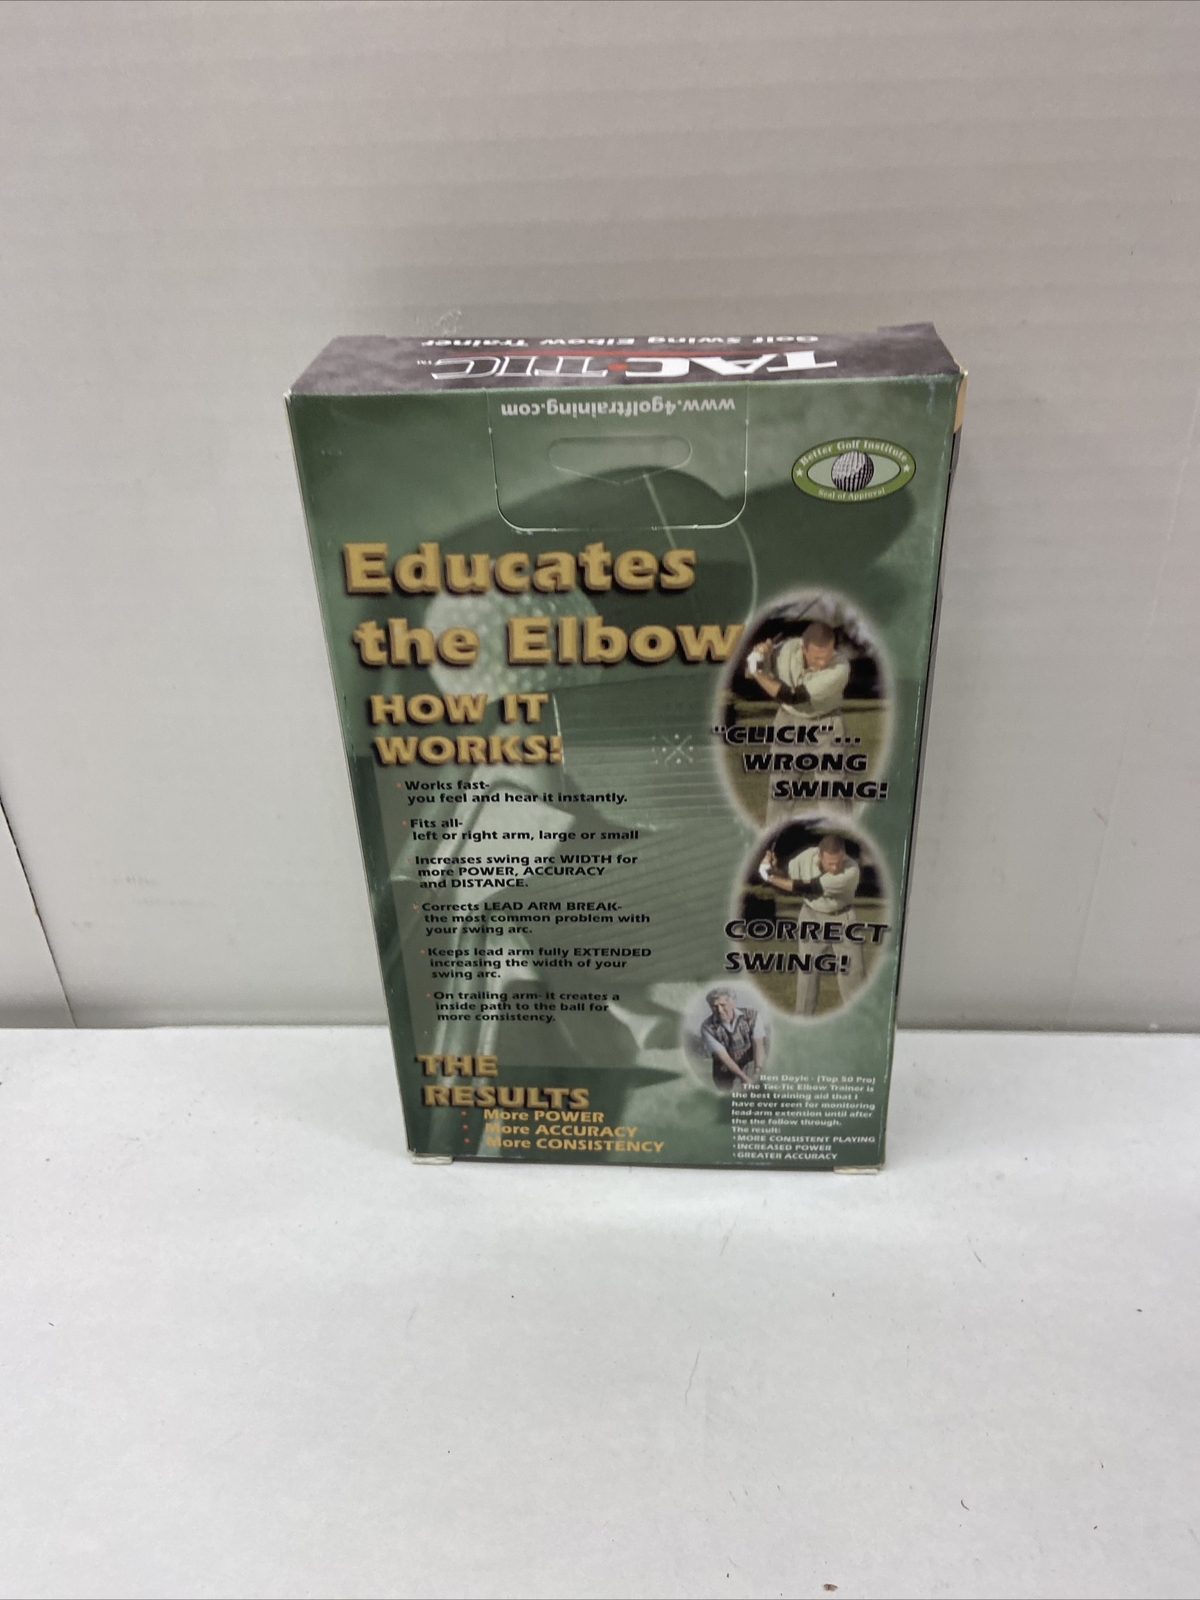 Golf Swing Elbow Trainer
TAC-TIC™
www.4golftraining.com
Better Golf Institute
Seal of Approval
Educates
the Elbow
HOW IT
WORKS!
• Works fast-
you feel and hear it instantly.
• Fits all-
left or right arm, large or small
• Increases swing arc WIDTH for
more POWER, ACCURACY
and DISTANCE.
• Corrects LEAD ARM BREAK-
the most common problem with
your swing arc.
• Keeps lead arm fully EXTENDED
increasing the width of your
swing arc.
• On trailing arm- it creates a
inside path to the ball for
more consistency.
THE
RESULTS
• More POWER
• More ACCURACY
• More CONSISTENCY
"CLICK"...
WRONG
SWING!
CORRECT
SWING!
Ben Doyle - (Top 50 Pro)
The Tac-Tic Elbow Trainer is
the best training aid that I
have ever seen for monitoring
lead-arm extension until after
the the follow through.
The result:
• MORE CONSISTENT PLAYING
• INCREASED POWER
• GREATER ACCURACY